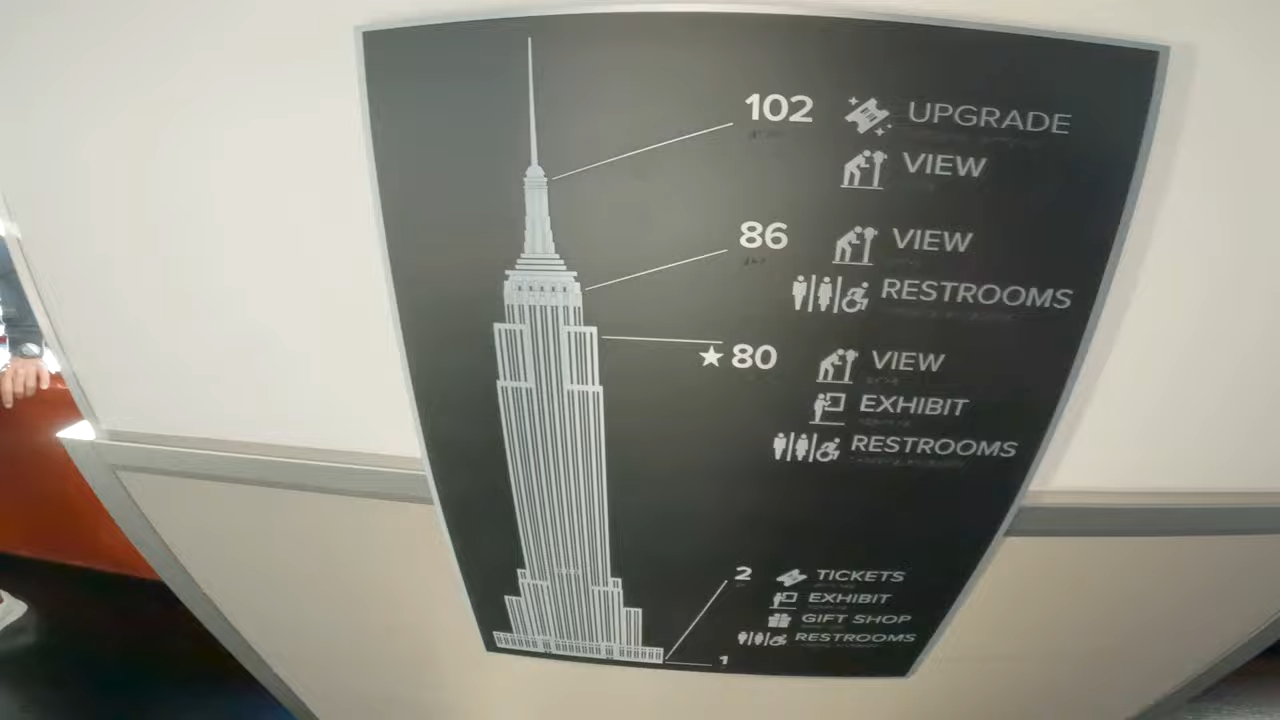 102 UPGRADE
VIEW
86 VIEW
RESTROOMS
★ 80 VIEW
EXHIBIT
RESTROOMS
2 TICKETS
EXHIBIT
GIFT SHOP
RESTROOMS
1